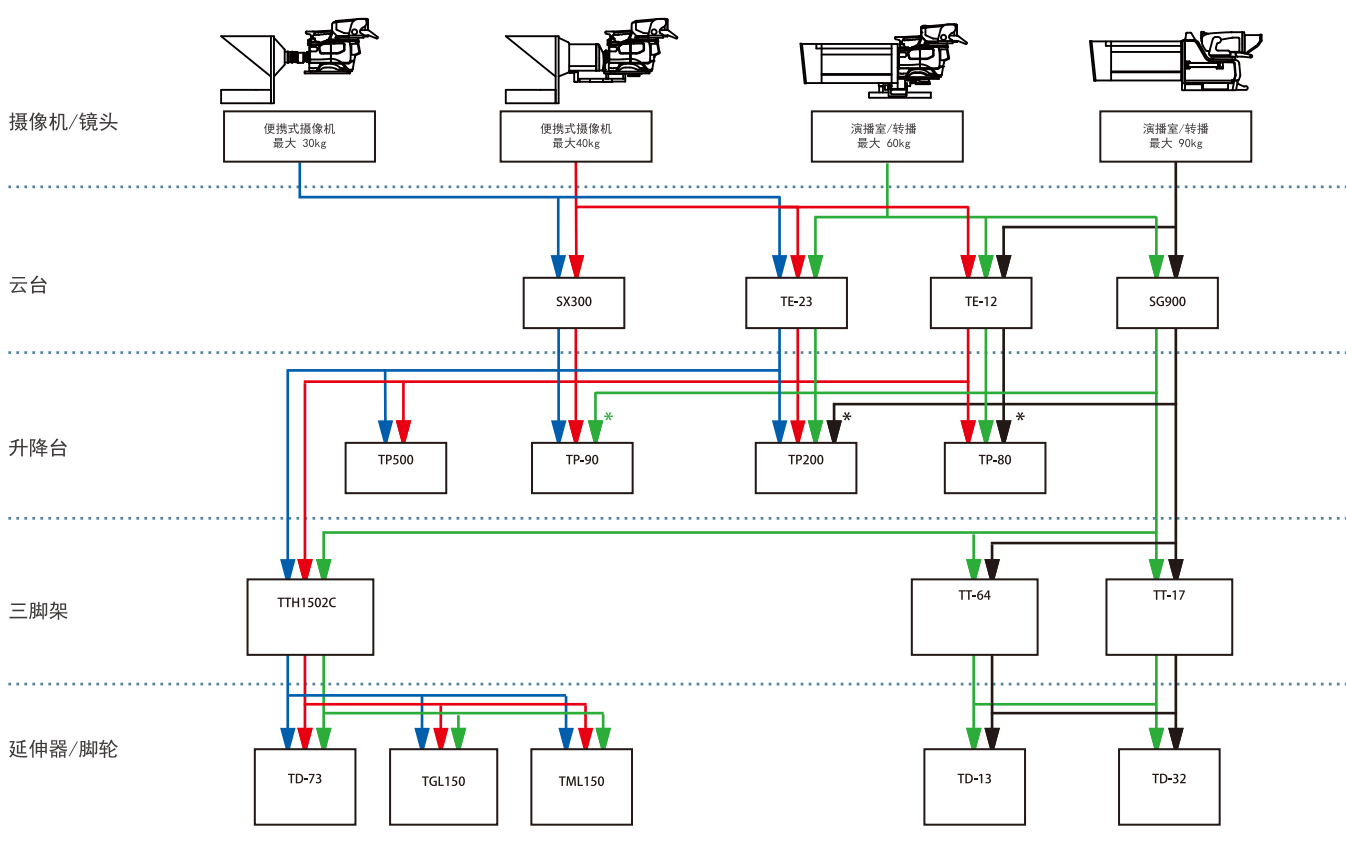 摄像机/镜头
便携式摄像机
最大 30kg
便携式摄像机
最大40kg
演播室/转播
最大 60kg
演播室/转播
最大 90kg
云台
SX300
TE-23
TE-12
SG900
*
*
*
升降台
TP500
TP-90
TP200
TP-80
三脚架
TTH1502C
TT-64
TT-17
延伸器/脚轮
TD-73
TGL150
TML150
TD-13
TD-32